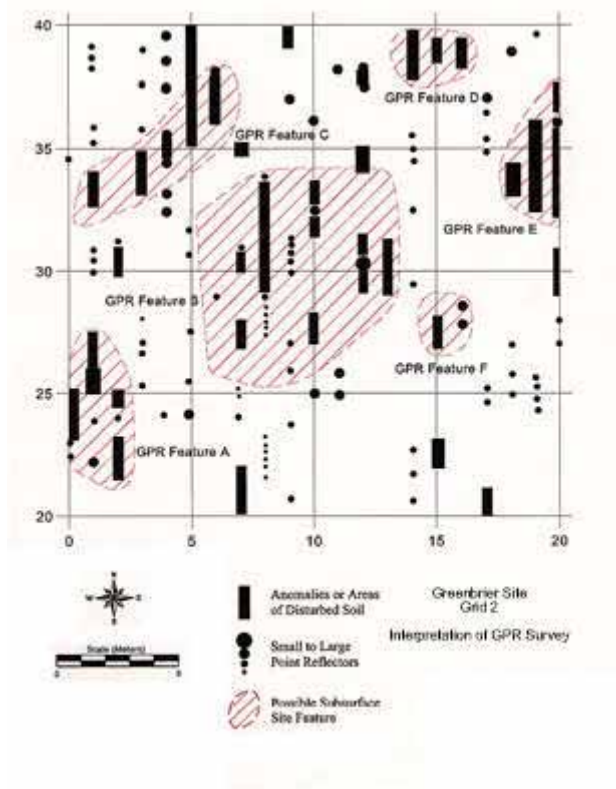 40
GPR Feature D
GPR Feature C
35
GPR Feature E
30
GPR Feature B
GPR Feature F
25
GPR Feature A
20
0
5
10
15
20
N
W
E
S
Scale (Meters)
0
Anomalies or Areas
of Disturbed Soil
Small to Large
Point Reflectors
Possible Subsurface
Site Feature
Greenbrier Site
Grid 2
Interpretation of GPR Survey